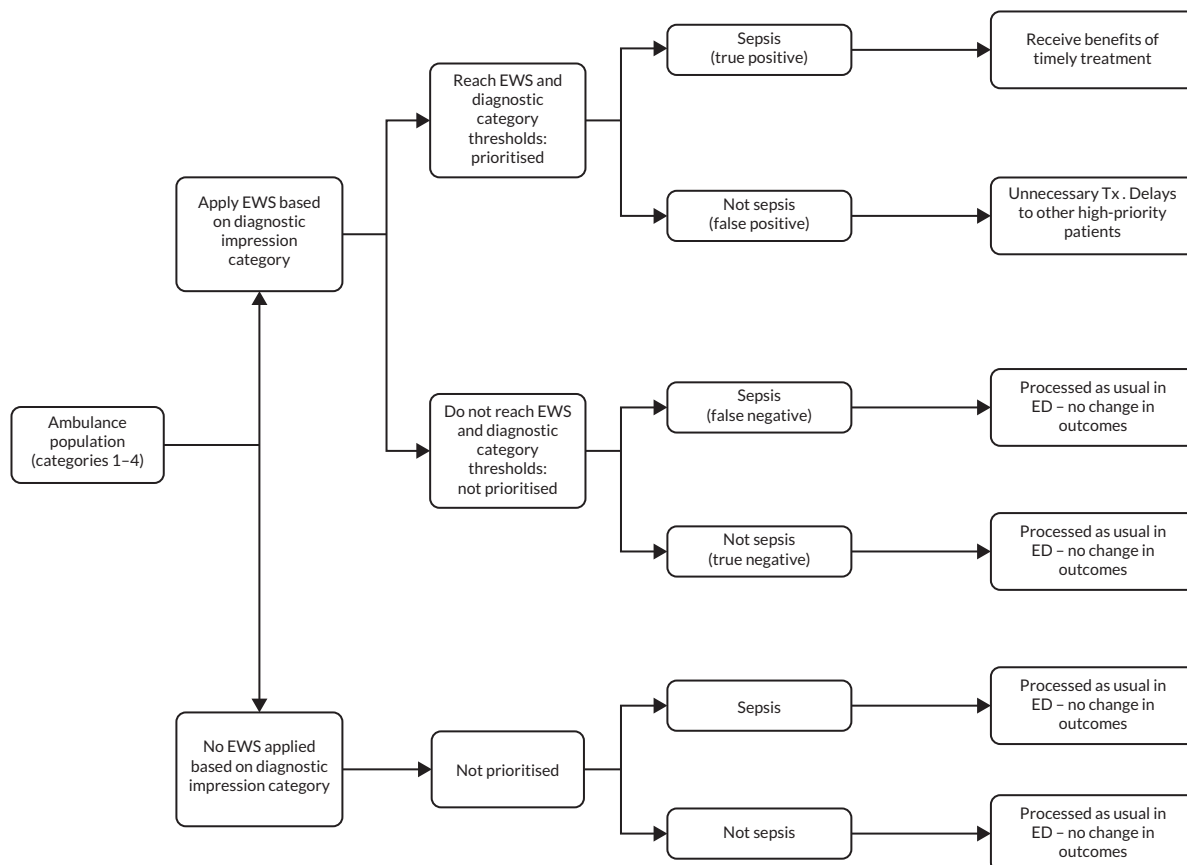 Ambulance
population
(categories 1–4)
Apply EWS based
on diagnostic
impression
category
Reach EWS and
diagnostic
category
thresholds:
prioritised
Sepsis
(true positive)
Receive benefits of
timely treatment
Not sepsis
(false positive)
Unnecessary Tx . Delays
to other high-priority
patients
Do not reach EWS
and diagnostic
category
thresholds:
not prioritised
Sepsis
(false negative)
Processed as usual in
ED – no change in
outcomes
Not sepsis
(true negative)
Processed as usual in
ED – no change in
outcomes
No EWS applied
based on diagnostic
impression category
Not prioritised
Sepsis
Processed as usual in
ED – no change in
outcomes
Not sepsis
Processed as usual in
ED – no change in
outcomes